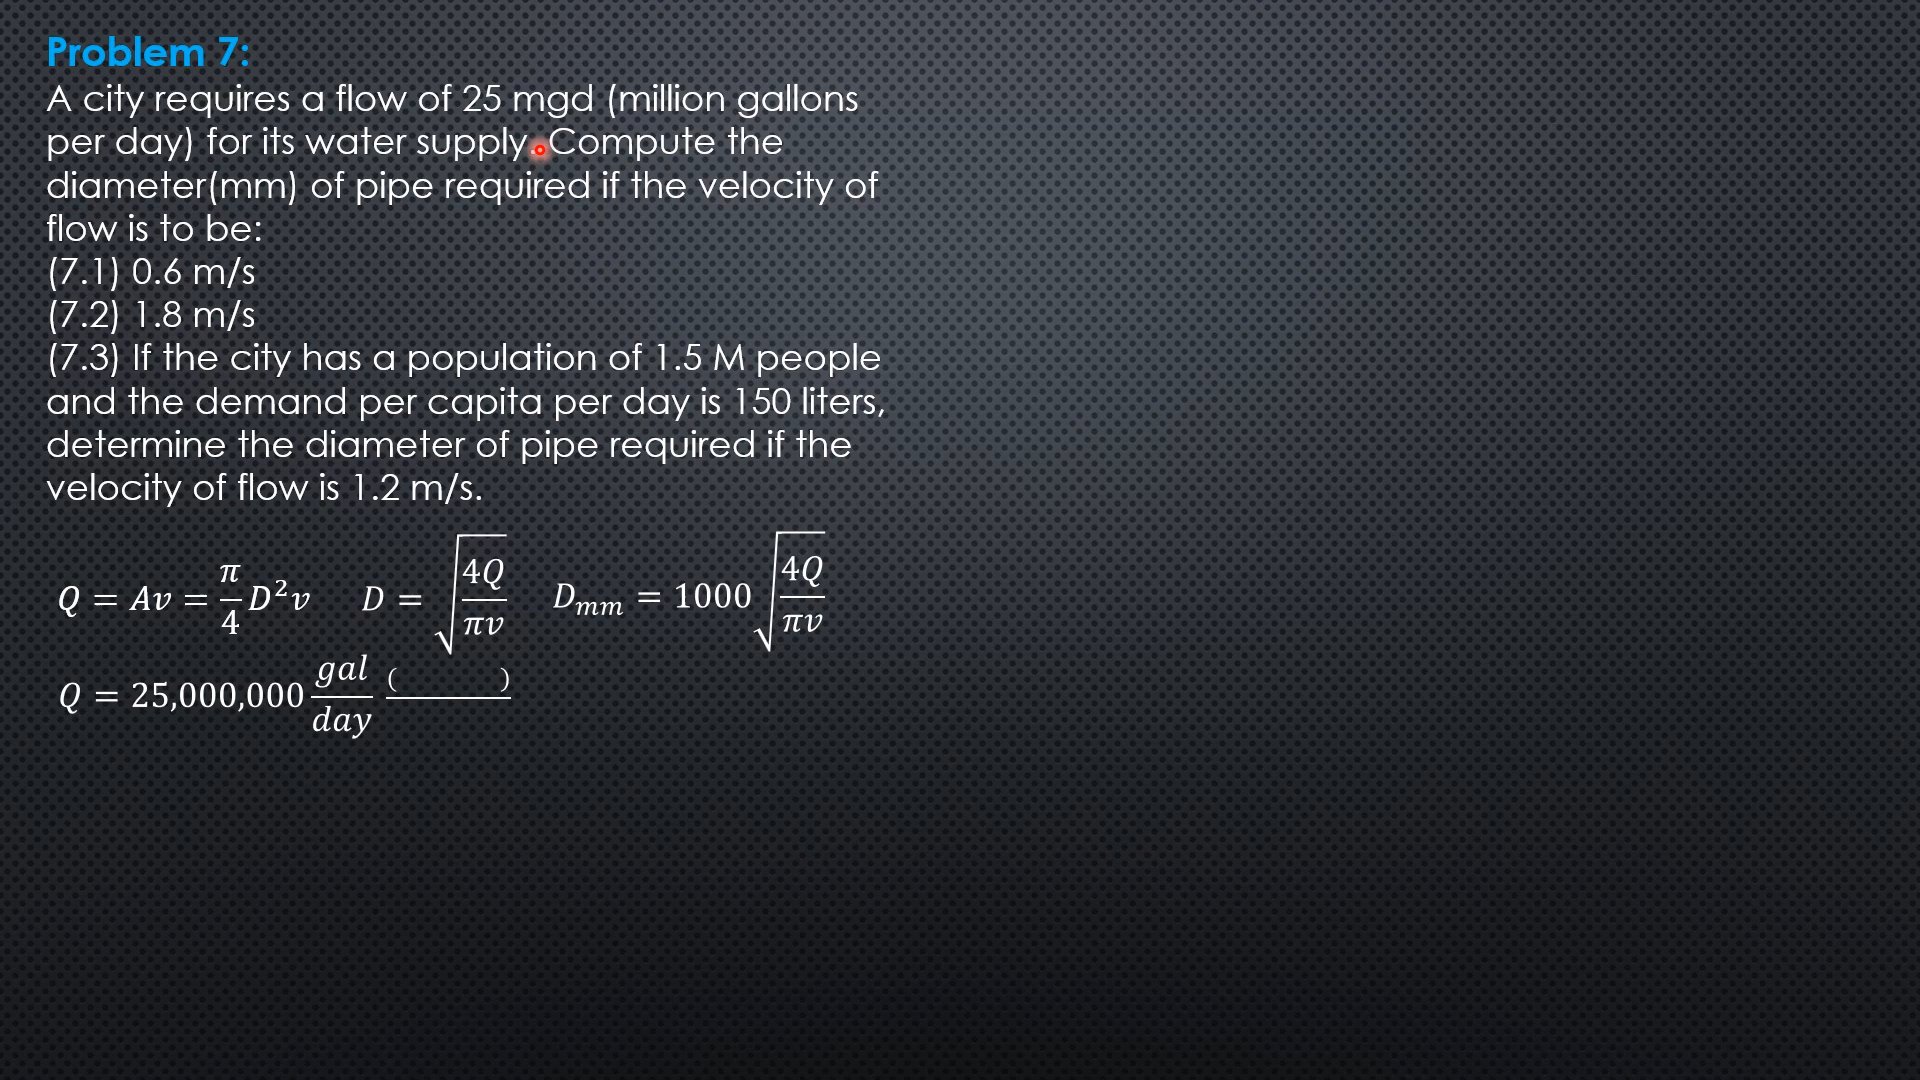 Problem 7:
A city requires a flow of 25 mgd (million gallons
per day) for its water supply. Compute the
diameter(mm) of pipe required if the velocity of
flow is to be:
(7.1) 0.6 m/s
(7.2) 1.8 m/s
(7.3) If the city has a population of 1.5 M people
and the demand per capita per day is 150 liters,
determine the diameter of pipe required if the
velocity of flow is 1.2 m/s.
Q = Av = π/4 D²v    D = √(4Q/πv)    D_mm = 1000 √(4Q/πv)
Q = 25,000,000 gal/day (    )